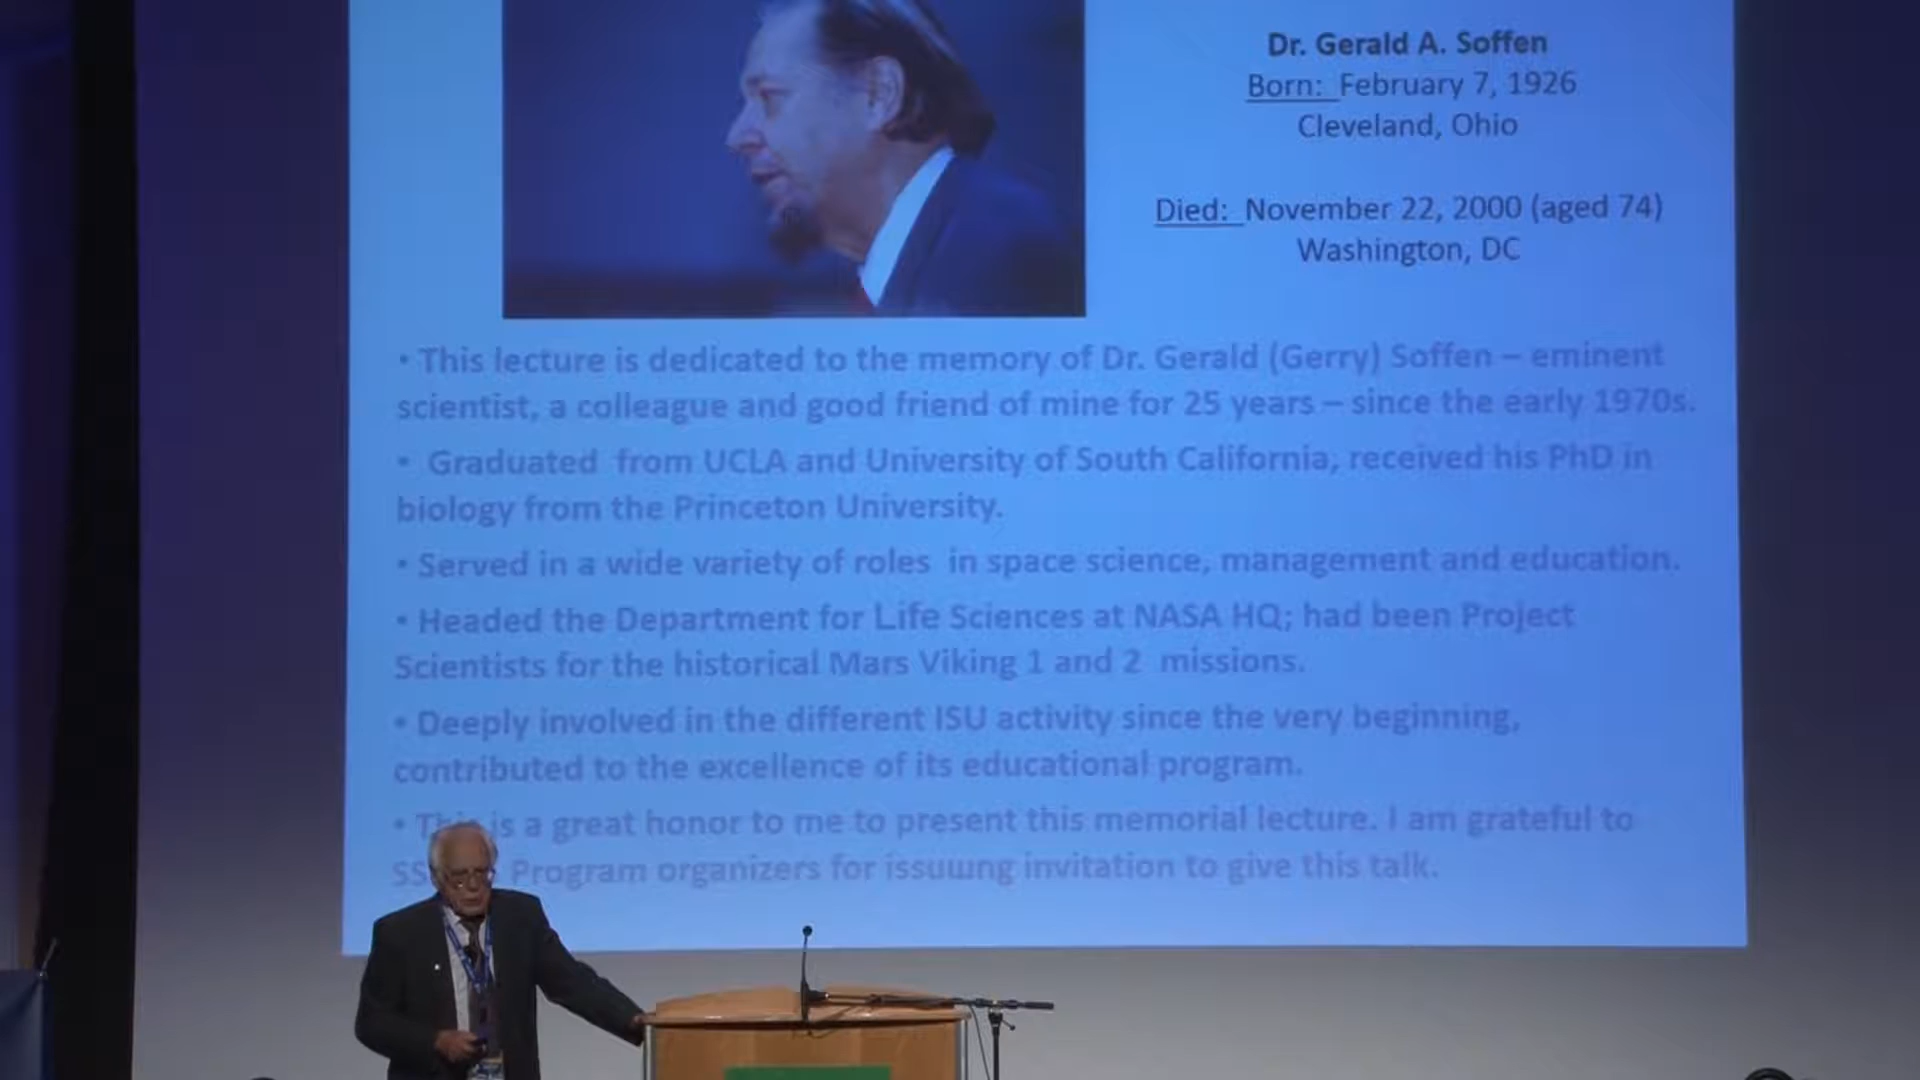 Dr. Gerald A. Soffen
Born: February 7, 1926
Cleveland, Ohio
Died: November 22, 2000 (aged 74)
Washington, DC
• This lecture is dedicated to the memory of Dr. Gerald (Gerry) Soffen – eminent
scientist, a colleague and good friend of mine for 25 years – since the early 1970s.
• Graduated from UCLA and University of South California, received his PhD in
biology from the Princeton University.
• Served in a wide variety of roles in space science, management and education.
• Headed the Department for Life Sciences at NASA HQ; had been Project
Scientists for the historical Mars Viking 1 and 2 missions.
• Deeply involved in the different ISU activity since the very beginning,
contributed to the excellence of its educational program.
• This is a great honor to me to present this memorial lecture. I am grateful to
Program organizers for issuung invitation to give this talk.